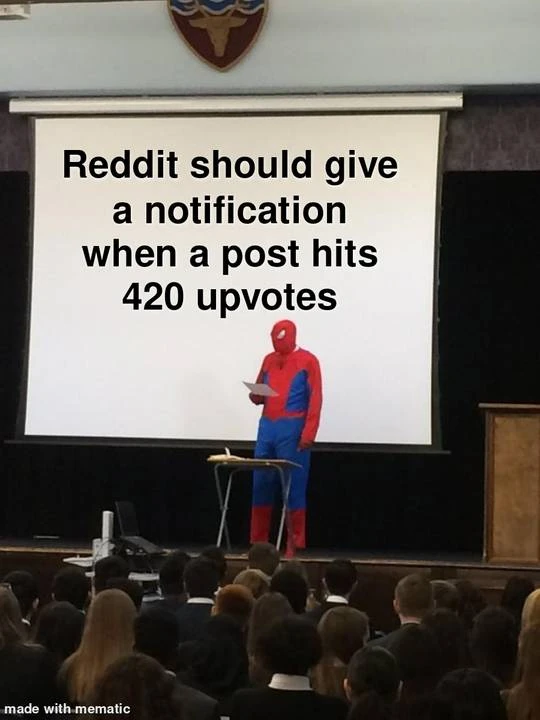 Reddit should give
a notification
when a post hits
420 upvotes
made with mematic